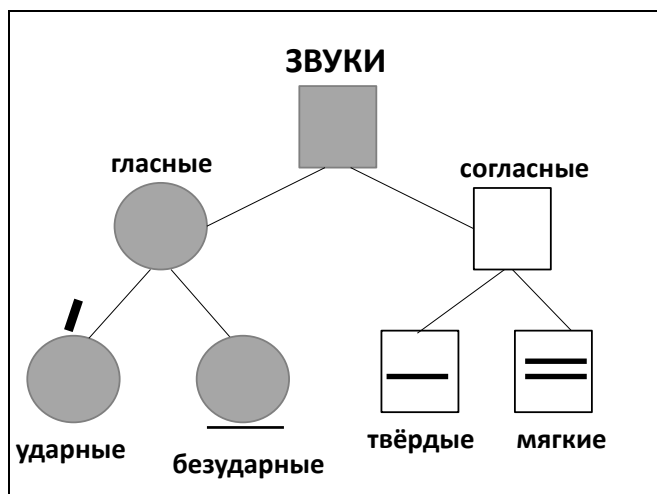 ЗВУКИ
гласные
согласные
ударные
безударные
твёрдые
мягкие